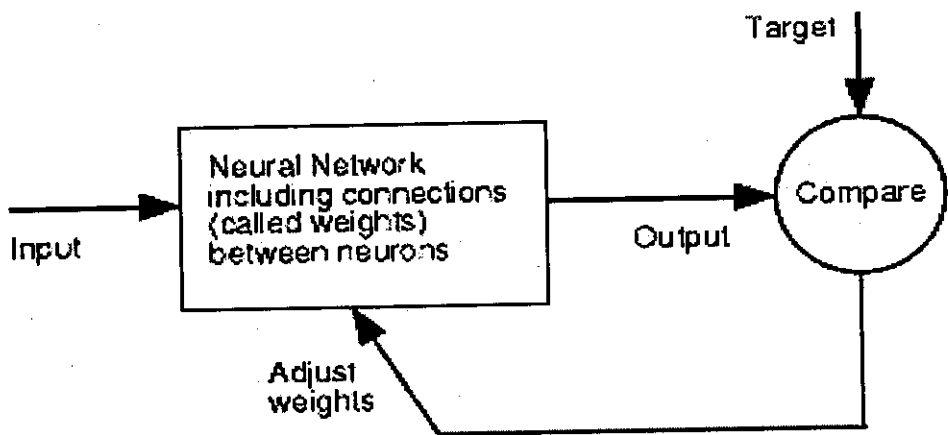 Target
Neural Network
including connections
(called weights)
between neurons
Compare
Input
Output
Adjust
weights